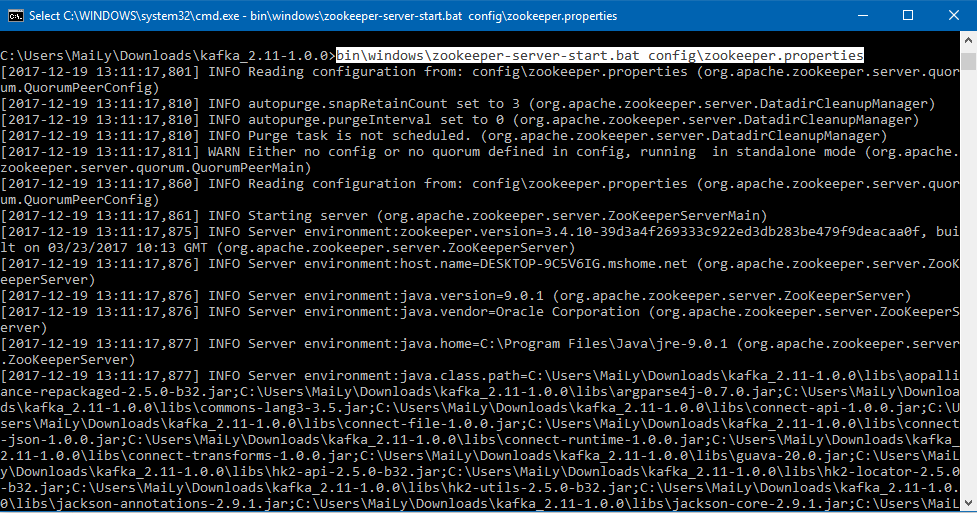 Select C:\WINDOWS\system32\cmd.exe - bin\windows\zookeeper-server-start.bat  config\zookeeper.properties
C:\Users\MaiLy\Downloads\kafka_2.11-1.0.0>bin\windows\zookeeper-server-start.bat config\zookeeper.properties
[2017-12-19 13:11:17,801] INFO Reading configuration from: config\zookeeper.properties (org.apache.zookeeper.server.quor
um.QuorumPeerConfig)
[2017-12-19 13:11:17,810] INFO autopurge.snapRetainCount set to 3 (org.apache.zookeeper.server.DatadirCleanupManager)
[2017-12-19 13:11:17,810] INFO autopurge.purgeInterval set to 0 (org.apache.zookeeper.server.DatadirCleanupManager)
[2017-12-19 13:11:17,810] INFO Purge task is not scheduled. (org.apache.zookeeper.server.DatadirCleanupManager)
[2017-12-19 13:11:17,811] WARN Either no config or no quorum defined in config, running  in standalone mode (org.apache.
zookeeper.server.quorum.QuorumPeerMain)
[2017-12-19 13:11:17,860] INFO Reading configuration from: config\zookeeper.properties (org.apache.zookeeper.server.quor
um.QuorumPeerConfig)
[2017-12-19 13:11:17,861] INFO Starting server (org.apache.zookeeper.server.ZooKeeperServerMain)
[2017-12-19 13:11:17,875] INFO Server environment:zookeeper.version=3.4.10-39d3a4f269333c922ed3db283be479f9deacaa0f, bui
lt on 03/23/2017 10:13 GMT (org.apache.zookeeper.server.ZooKeeperServer)
[2017-12-19 13:11:17,876] INFO Server environment:host.name=DESKTOP-9C5V6IG.mshome.net (org.apache.zookeeper.server.ZooK
eeperServer)
[2017-12-19 13:11:17,876] INFO Server environment:java.version=9.0.1 (org.apache.zookeeper.server.ZooKeeperServer)
[2017-12-19 13:11:17,876] INFO Server environment:java.vendor=Oracle Corporation (org.apache.zookeeper.server.ZooKeeperS
erver)
[2017-12-19 13:11:17,877] INFO Server environment:java.home=C:\Program Files\Java\jre-9.0.1 (org.apache.zookeeper.server
.ZooKeeperServer)
[2017-12-19 13:11:17,877] INFO Server environment:java.class.path=C:\Users\MaiLy\Downloads\kafka_2.11-1.0.0\libs\aopalli
ance-repackaged-2.5.0-b32.jar;C:\Users\MaiLy\Downloads\kafka_2.11-1.0.0\libs\argparse4j-0.7.0.jar;C:\Users\MaiLy\Downloa
ds\kafka_2.11-1.0.0\libs\commons-lang3-3.5.jar;C:\Users\MaiLy\Downloads\kafka_2.11-1.0.0\libs\connect-api-1.0.0.jar;C:\U
sers\MaiLy\Downloads\kafka_2.11-1.0.0\libs\connect-file-1.0.0.jar;C:\Users\MaiLy\Downloads\kafka_2.11-1.0.0\libs\connect
-json-1.0.0.jar;C:\Users\MaiLy\Downloads\kafka_2.11-1.0.0\libs\connect-runtime-1.0.0.jar;C:\Users\MaiLy\Downloads\kafka_
2.11-1.0.0\libs\connect-transforms-1.0.0.jar;C:\Users\MaiLy\Downloads\kafka_2.11-1.0.0\libs\guava-20.0.jar;C:\Users\MaiL
y\Downloads\kafka_2.11-1.0.0\libs\hk2-api-2.5.0-b32.jar;C:\Users\MaiLy\Downloads\kafka_2.11-1.0.0\libs\hk2-locator-2.5.0
-b32.jar;C:\Users\MaiLy\Downloads\kafka_2.11-1.0.0\libs\hk2-utils-2.5.0-b32.jar;C:\Users\MaiLy\Downloads\kafka_2.11-1.0.
0\libs\jackson-annotations-2.9.1.jar;C:\Users\MaiLy\Downloads\kafka_2.11-1.0.0\libs\jackson-core-2.9.1.jar;C:\Users\MaiL